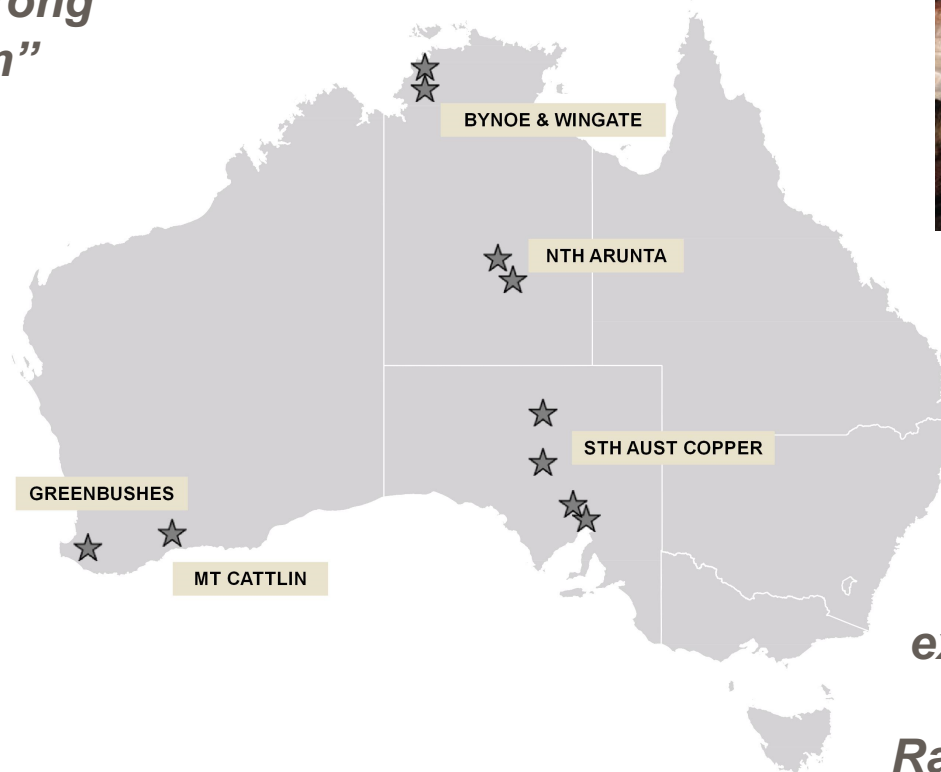 n”
BYNOE & WINGATE
NTH ARUNTA
STH AUST COPPER
GREENBUSHES
MT CATTLIN